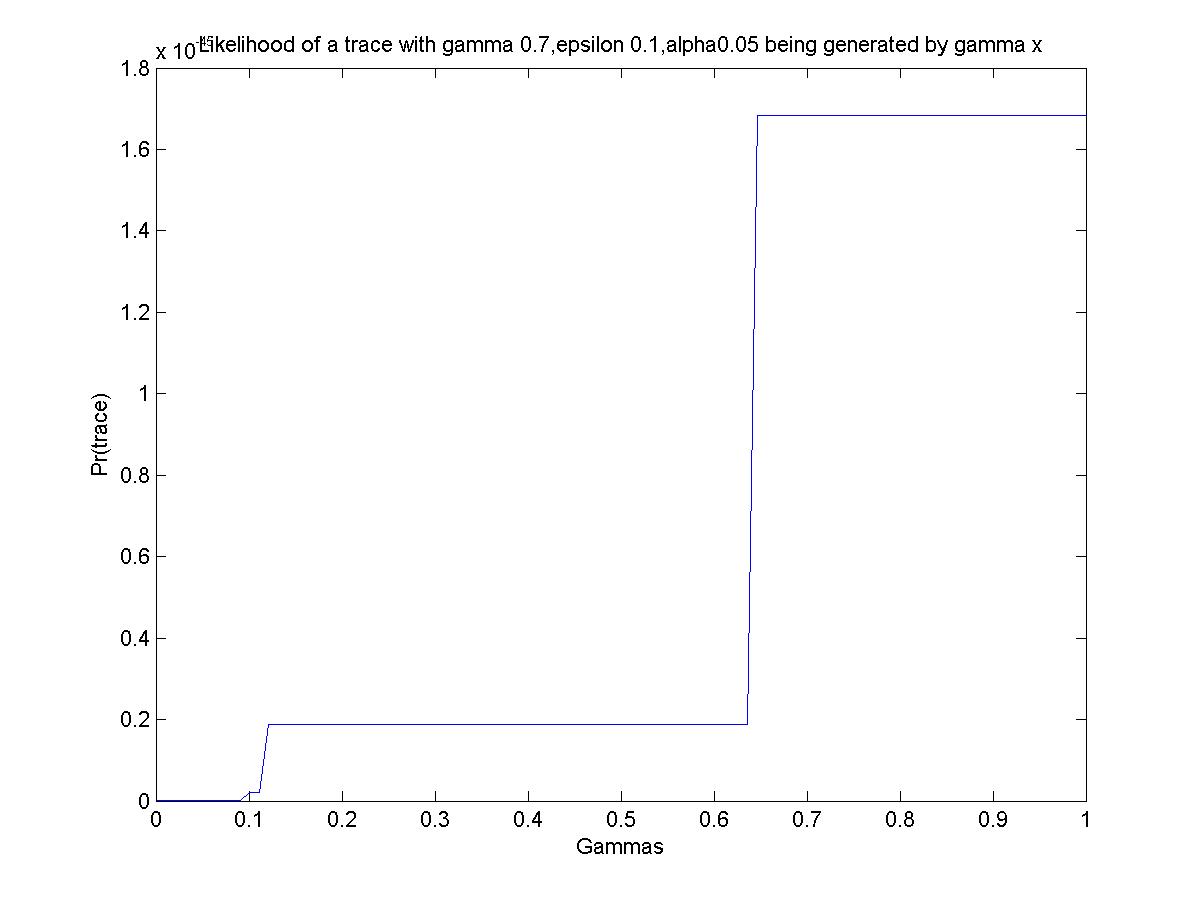 x 10
Likelihood of a trace with gamma 0.7,epsilon 0.1,alpha0.05 being generated by gamma x
1.8
1.6
1.4
1.2
1
0.8
0.6
0.4
0.2
0
Pr(trace)
0 0.1 0.2 0.3 0.4 0.5 0.6 0.7 0.8 0.9 1
Gammas